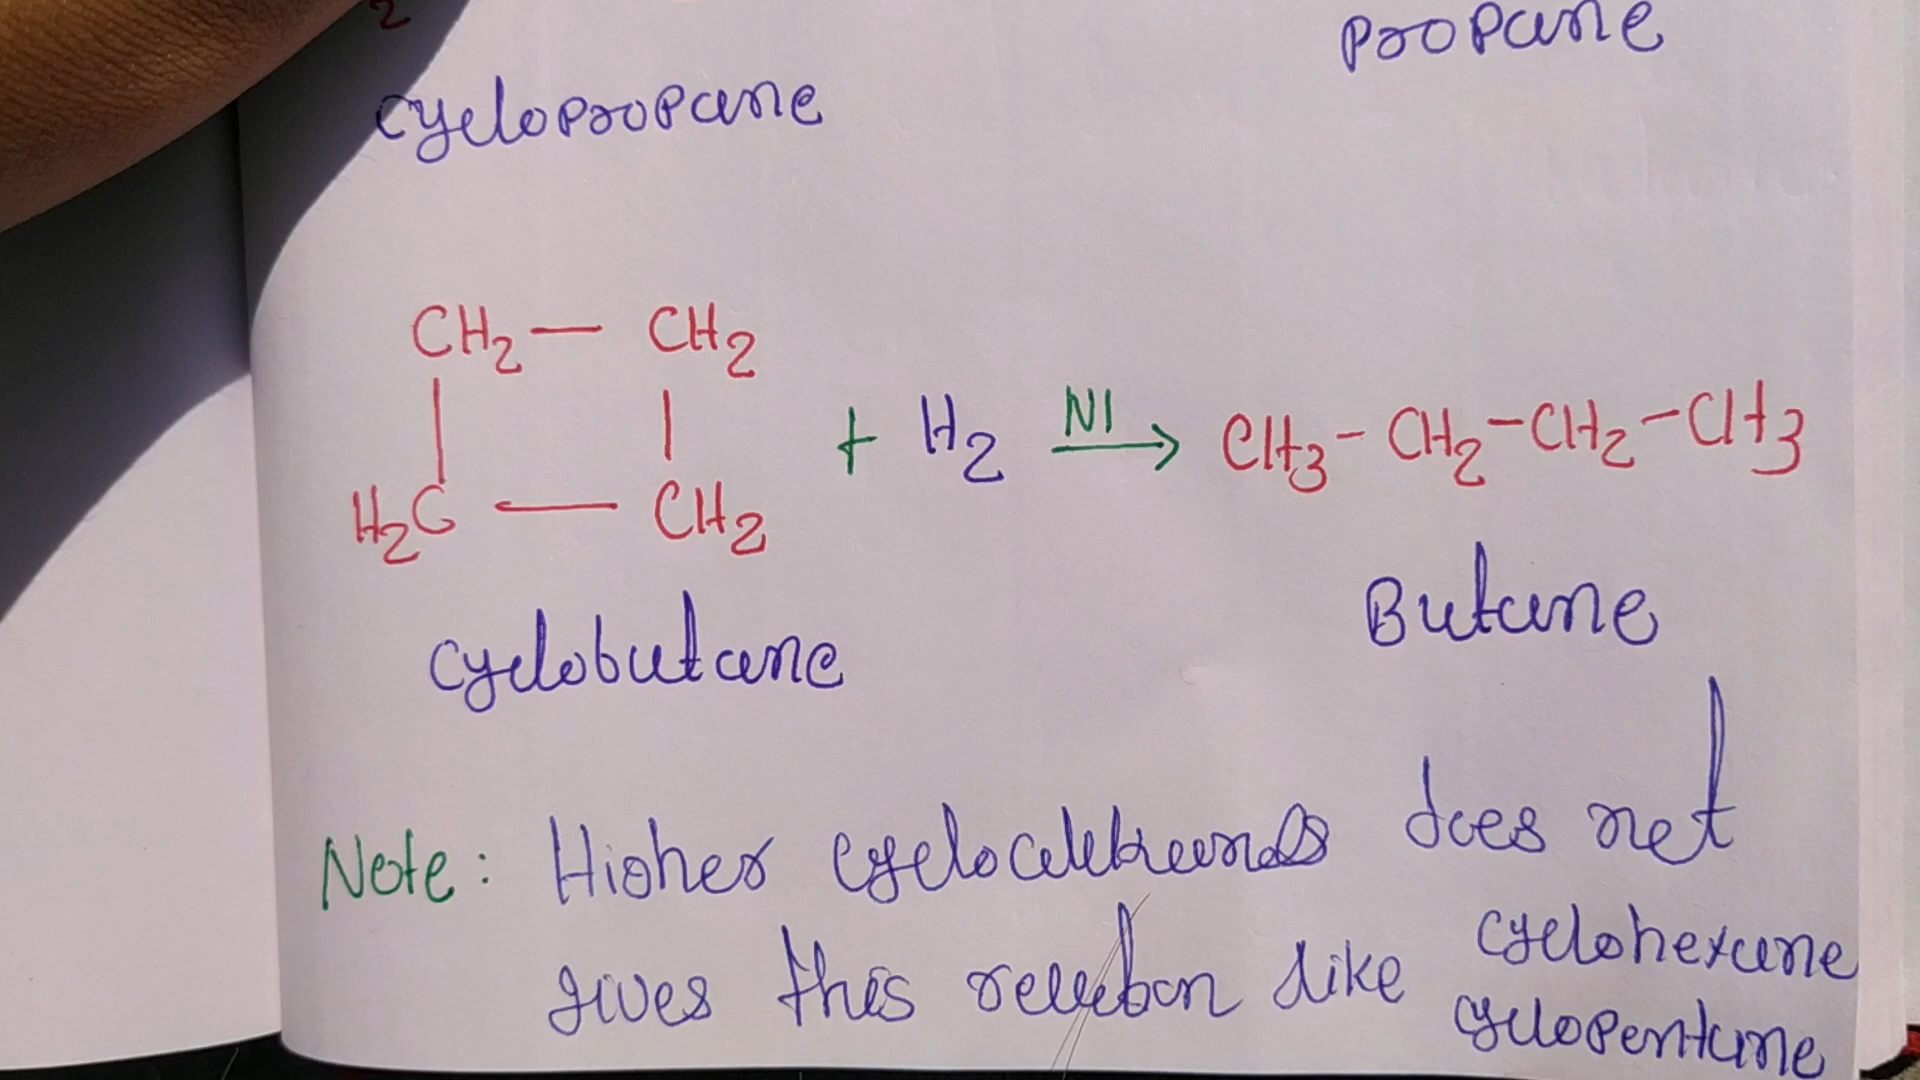 2
propane
cyclopropane
CH2 — CH2
H2C — CH2
+ H2 NI → CH3 - CH2 - CH2 - CH3
cyclobutane
Butane
Note: Higher cycloalkanes does not
gives this reaction like cyclohexane
cyclopentane